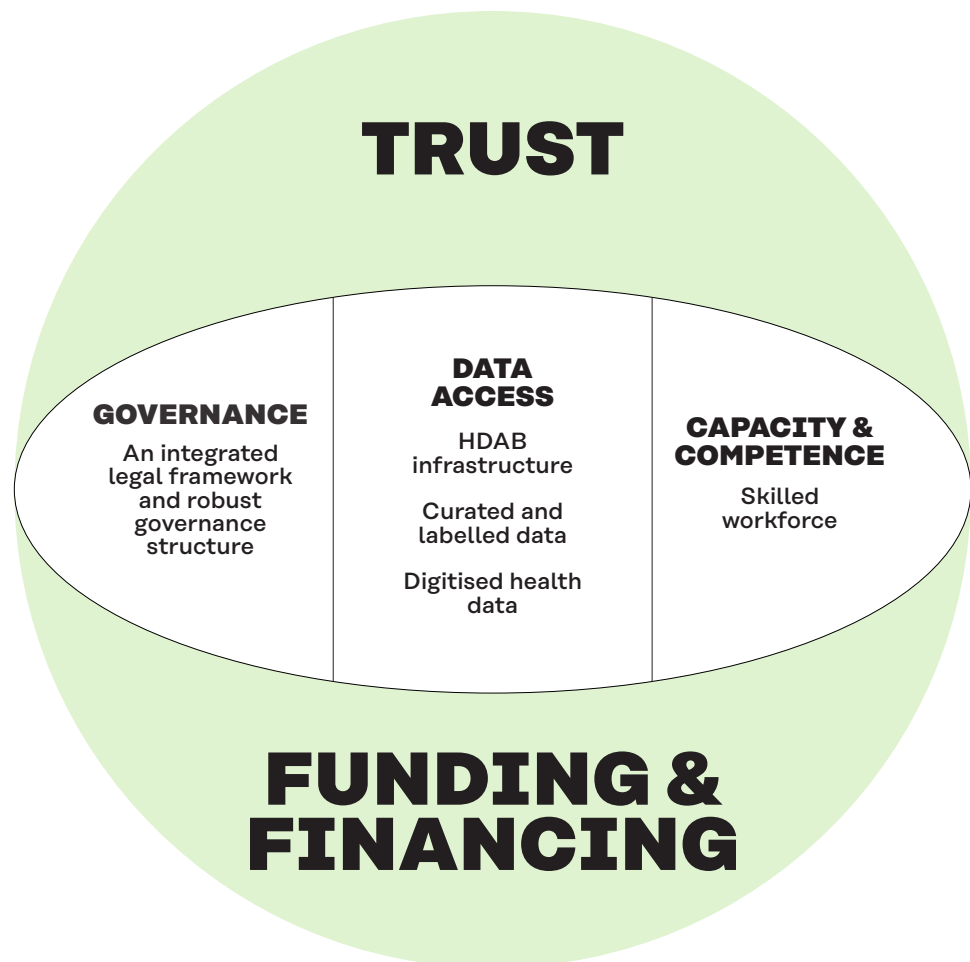 TRUST
GOVERNANCE
An integrated
legal framework
and robust
governance
structure
DATA
ACCESS
HDAB
infrastructure
Curated and
labelled data
Digitised health
data
CAPACITY &
COMPETENCE
Skilled
workforce
FUNDING &
FINANCING